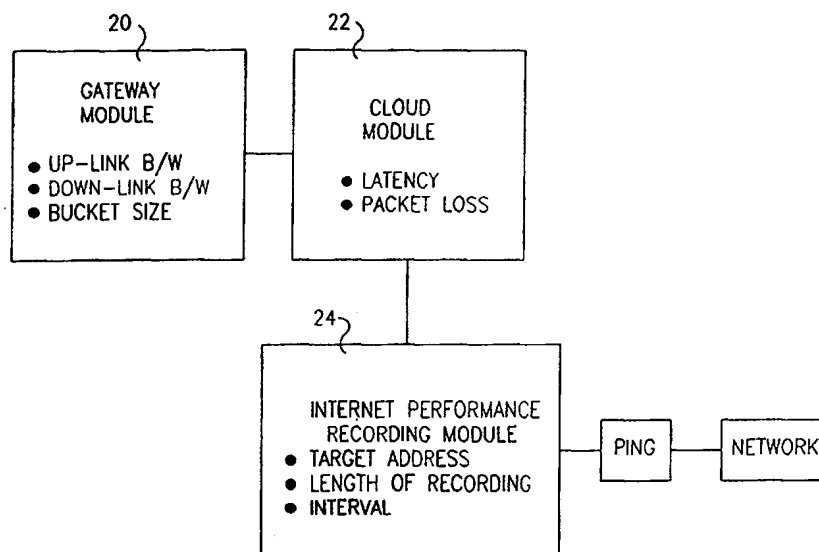 20
GATEWAY
MODULE
● UP-LINK B/W
● DOWN-LINK B/W
● BUCKET SIZE
22
CLOUD
MODULE
● LATENCY
● PACKET LOSS
24
INTERNET PERFORMANCE
RECORDING MODULE
● TARGET ADDRESS
● LENGTH OF RECORDING
● INTERVAL
PING
NETWORK